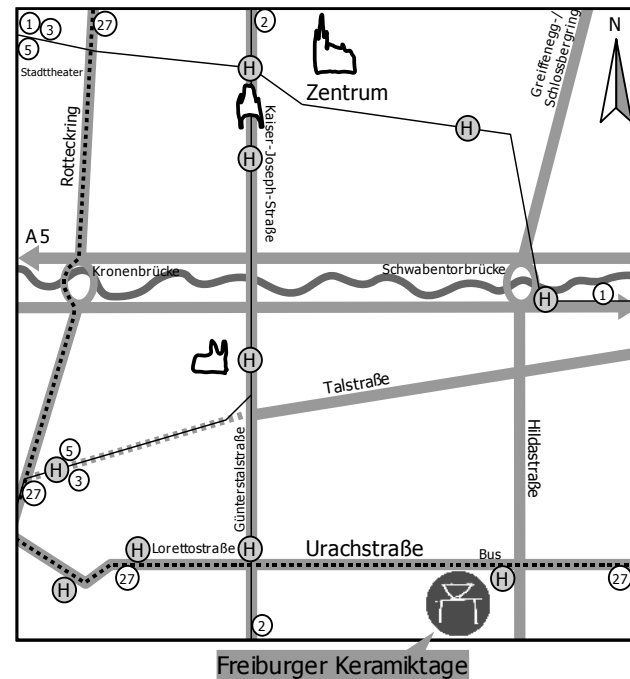 1
3
2
27
5
Stadttheater
H
Zentrum
N
Greiffenegg-/
Schlossbergring
H
Kaiser-Joseph-Straße
Rotteckring
H
A 5
Kronenbrücke
Schwabentorbrücke
H
1
H
Talstraße
5
H
3
27
Günterstalstraße
Hildastraße
H
Lorettostraße
H
Urachstraße
Bus
H
27
H
27
2
Freiburger Keramiktage